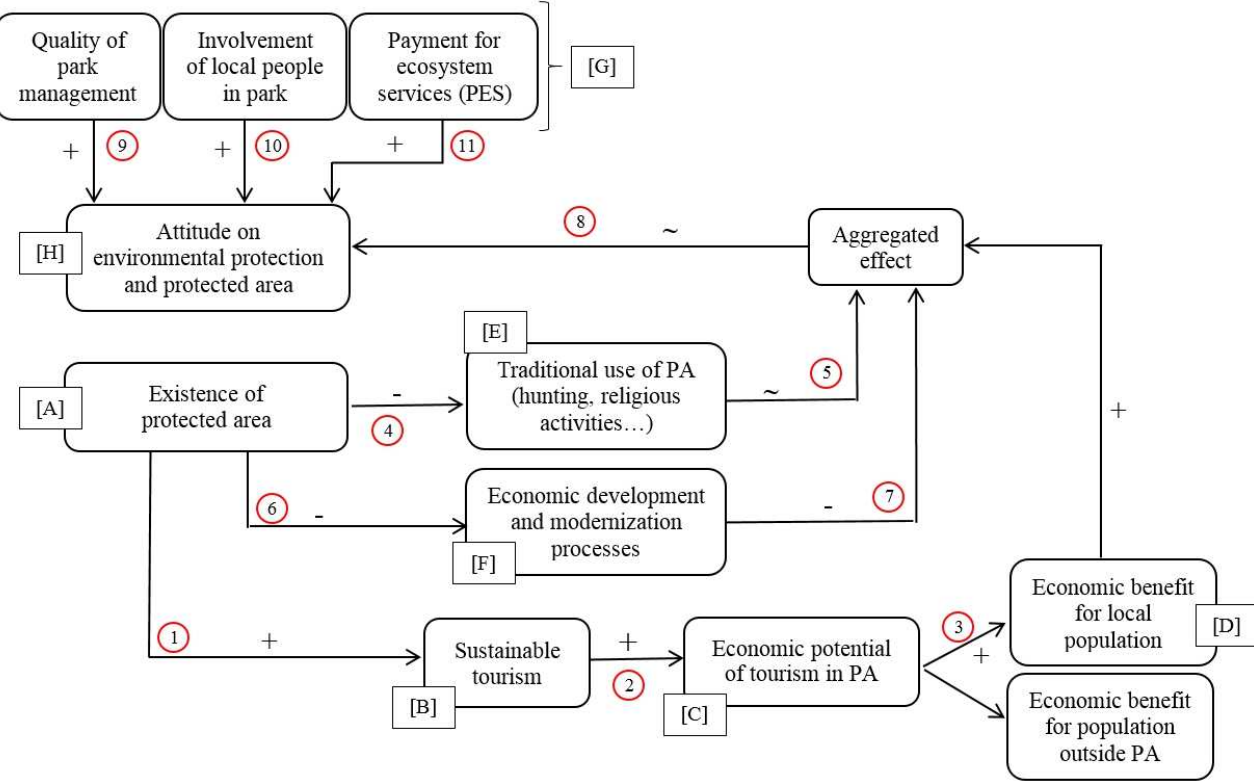 Quality of
park
management
Involvement
of local people
in park
Payment for
ecosystem
services (PES)
[G]
+
9
+
10
+
11
[H]
Attitude on
environmental protection
and protected area
8
~
Aggregated
effect
[A]
Existence of
protected area
-
4
[E]
Traditional use of PA
(hunting, religious
activities…)
~
5
+
6
-
Economic development
and modernization
processes
[F]
-
7
1
+
Sustainable
tourism
[B]
+
2
Economic potential
of tourism in PA
[C]
3
+
Economic benefit
for local
population
[D]
Economic benefit
for population
outside PA